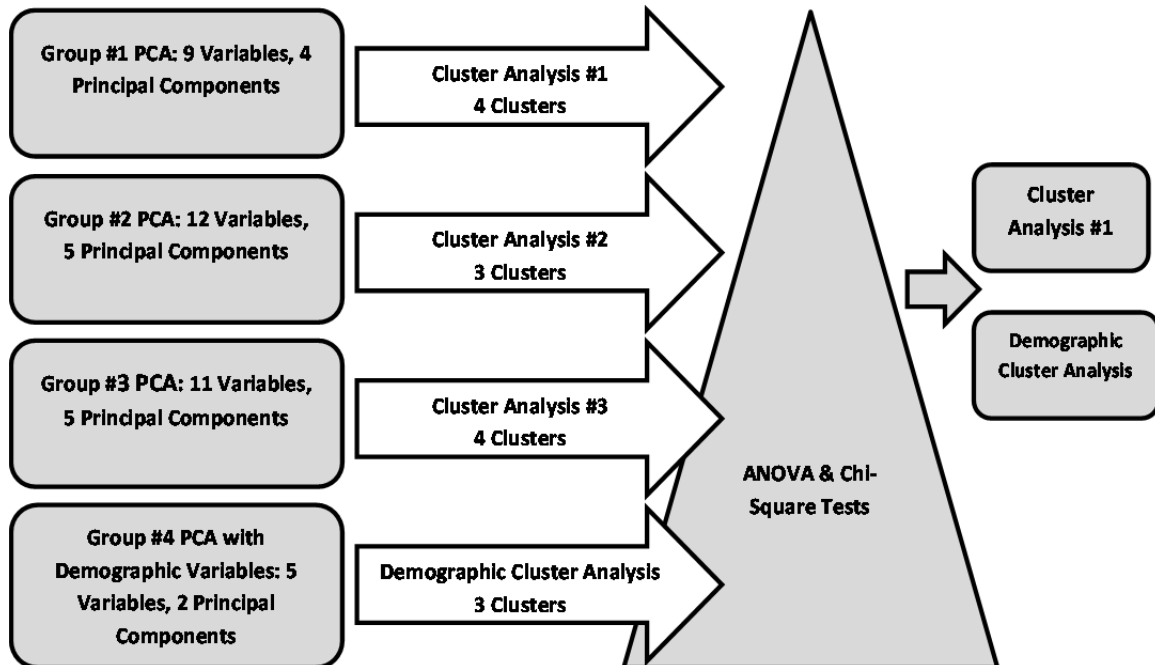 Group #1 PCA: 9 Variables, 4
Principal Components
Cluster Analysis #1
4 Clusters
Group #2 PCA: 12 Variables,
5 Principal Components
Cluster Analysis #2
3 Clusters
Group #3 PCA: 11 Variables,
5 Principal Components
Cluster Analysis #3
4 Clusters
Group #4 PCA with
Demographic Variables: 5
Variables, 2 Principal
Components
Demographic Cluster Analysis
3 Clusters
ANOVA & Chi-
Square Tests
Cluster
Analysis #1
Demographic
Cluster Analysis